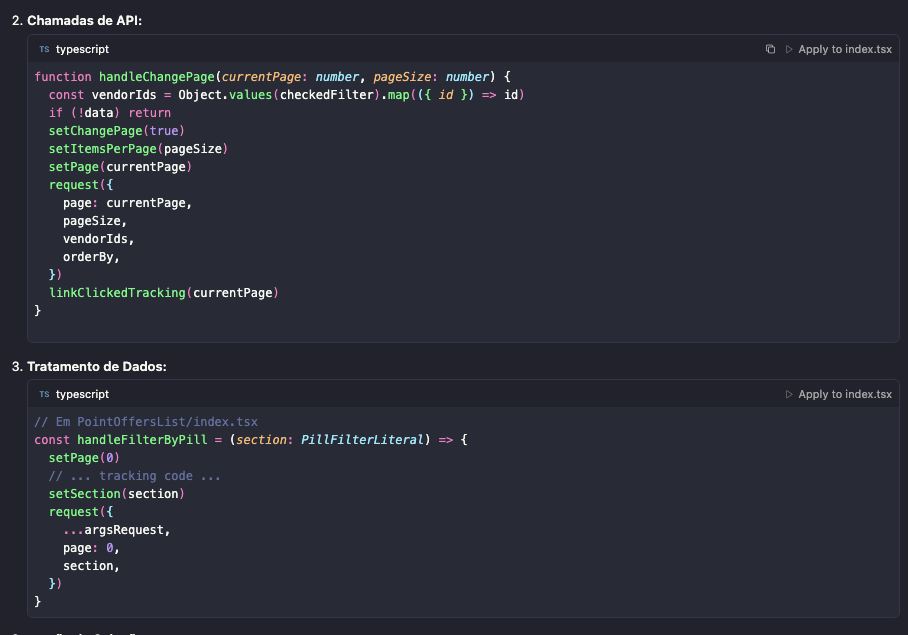 2. Chamadas de API:
TS typescript
Apply to index.tsx
function handleChangePage(currentPage: number, pageSize: number) {
  const vendorIds = Object.values(checkedFilter).map(({ id }) => id)
  if (!data) return
  setChangePage(true)
  setItemsPerPage(pageSize)
  setPage(currentPage)
  request({
    page: currentPage,
    pageSize,
    vendorIds,
    orderBy,
  })
  linkClickedTracking(currentPage)
}
3. Tratamento de Dados:
TS typescript
Apply to index.tsx
// Em PointOffersList/index.tsx
const handleFilterByPill = (section: PillFilterLiteral) => {
  setPage(0)
  // ... tracking code ...
  setSection(section)
  request({
    ...argsRequest,
    page: 0,
    section,
  })
}